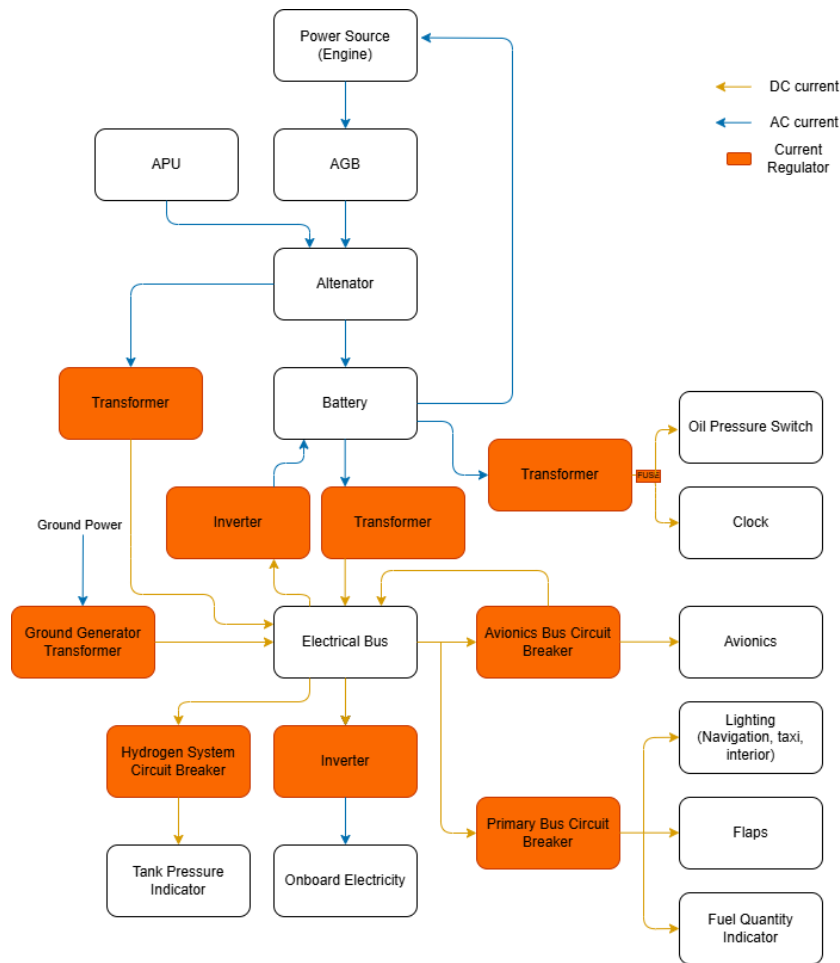 Power Source
(Engine)
DC current
AC current
Current
Regulator
APU
AGB
Altenator
Transformer
Battery
Oil Pressure Switch
Transformer
FUSE
Inverter
Transformer
Clock
Ground Power
Ground Generator
Transformer
Electrical Bus
Avionics Bus Circuit
Breaker
Avionics
Hydrogen System
Circuit Breaker
Inverter
Lighting
(Navigation, taxi,
interior)
Primary Bus Circuit
Breaker
Flaps
Tank Pressure
Indicator
Onboard Electricity
Fuel Quantity
Indicator